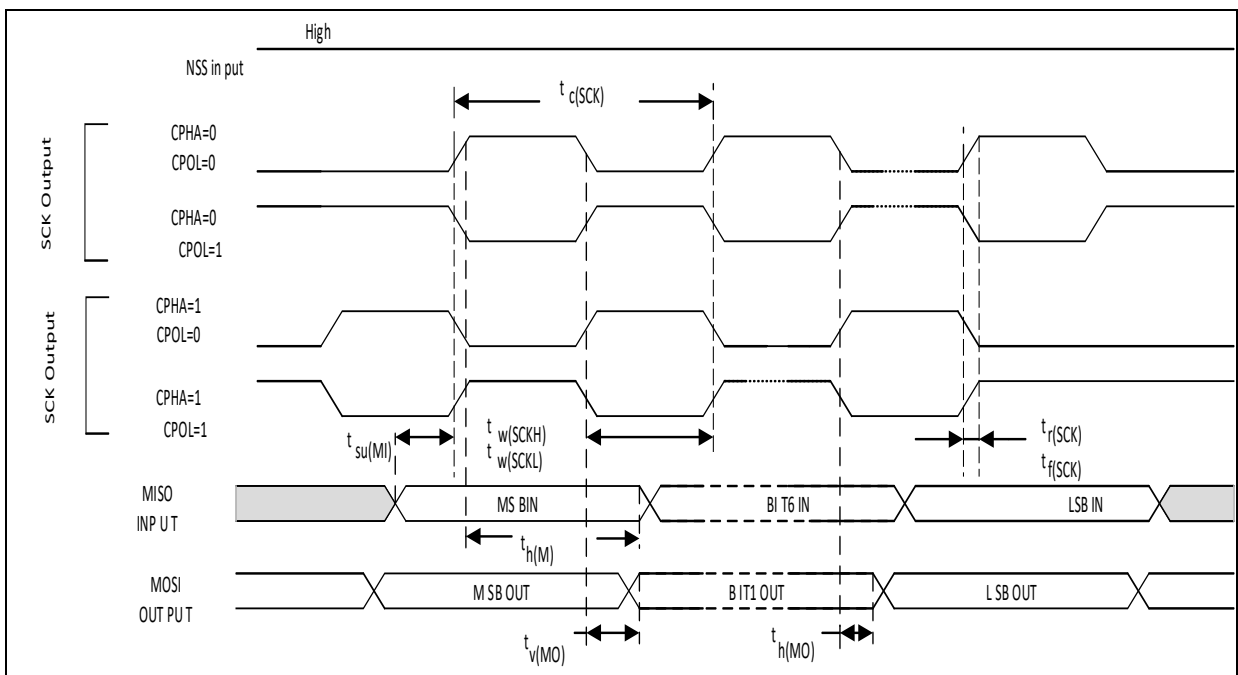 High
NSS in put
t c(SCK)
SCK Output
CPHA=0
CPOL=0
CPHA=0
CPOL=1
SCK Output
CPHA=1
CPOL=0
CPHA=1
CPOL=1
t su(MI)
t w(SCKH)
t w(SCKL)
t r(SCK)
t f(SCK)
MISO
INP U T
MS BIN
BI T6 IN
LSB IN
t h(M)
MOSI
OUT PU T
M SB OUT
B IT1 OUT
L SB OUT
t v(MO)
t h(MO)